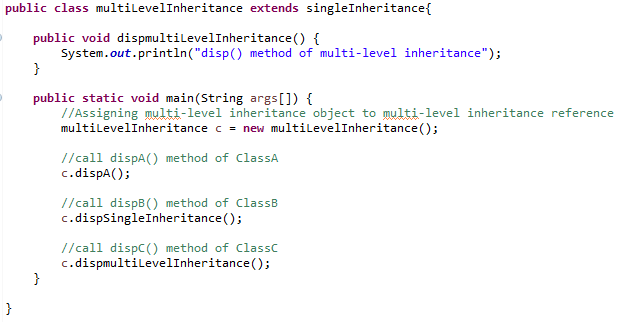 public class multiLevelInheritance extends singleInheritance{
public void dispmultiLevelInheritance() {
System.out.println("disp() method of multi-level inheritance");
}
public static void main(String args[]) {
//Assigning multi-level inheritance object to multi-level inheritance reference
multiLevelInheritance c = new multiLevelInheritance();
//call dispA() method of ClassA
c.dispA();
//call dispB() method of ClassB
c.dispSingleInheritance();
//call dispC() method of ClassC
c.dispmultiLevelInheritance();
}
}